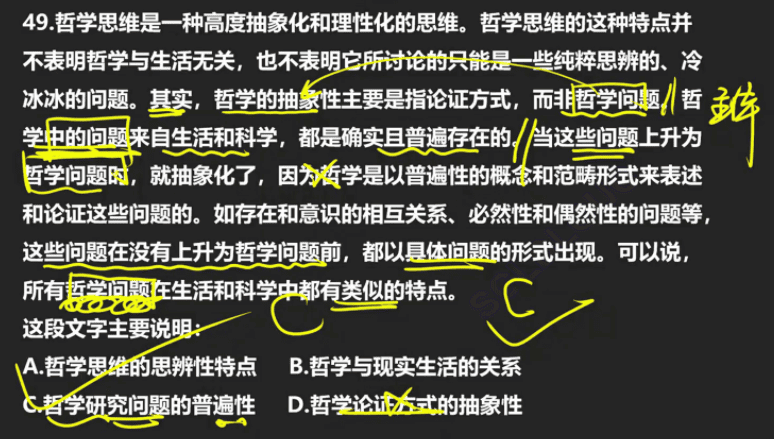 49.哲学思维是一种高度抽象化和理性化的思维。哲学思维的这种特点并
不表明哲学与生活无关，也不表明它所讨论的只能是一些纯粹思辨的、冷
冰冰的问题。其实，哲学的抽象性主要是指论证方式，而非哲学问题。哲
学中的问题来自生活和科学，都是确实且普遍存在的。当这些问题上升为
哲学问题时，就抽象化了，因为哲学是以普遍性的概念和范畴形式来表述
和论证这些问题的。如存在和意识的相互关系、必然性和偶然性的问题等，
这些问题在没有上升为哲学问题前，都以具体问题的形式出现。可以说，
所有哲学问题在生活和科学中都有类似的特点。
C
C
这段文字主要说明：
A.哲学思维的思辨性特点 B.哲学与现实生活的关系
C.哲学研究问题的普遍性 D.哲学论证方式的抽象性